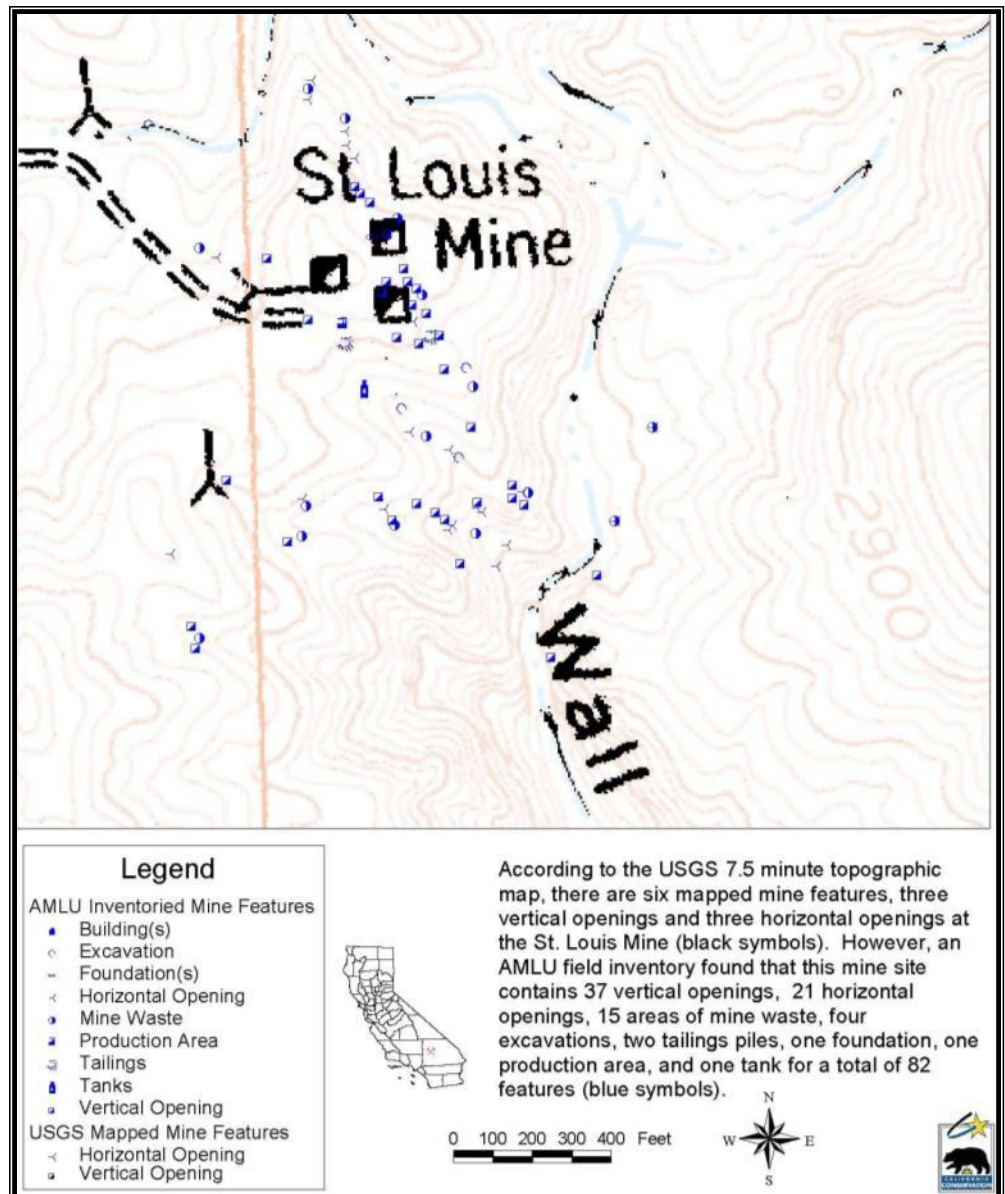 St Louis
Mine
Wall
2900
Legend
AMLU Inventoried Mine Features
Building(s)
Excavation
Foundation(s)
Horizontal Opening
Mine Waste
Production Area
Tailings
Tanks
Vertical Opening
USGS Mapped Mine Features
Horizontal Opening
Vertical Opening
According to the USGS 7.5 minute topographic
map, there are six mapped mine features, three
vertical openings and three horizontal openings at
the St. Louis Mine (black symbols). However, an
AMLU field inventory found that this mine site
contains 37 vertical openings, 21 horizontal
openings, 15 areas of mine waste, four
excavations, two tailings piles, one foundation, one
production area, and one tank for a total of 82
features (blue symbols).
0 100 200 300 400 Feet
N
W E
S
CALIFORNIA
CONSERVATION